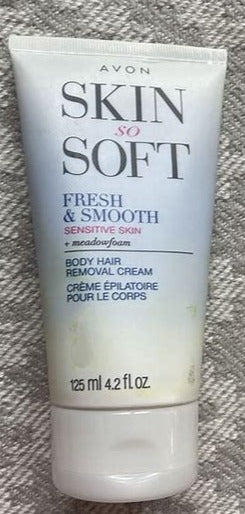 AVON
SKIN
so
SOFT
FRESH
& SMOOTH
SENSITIVE SKIN
+ meadowfoam
BODY HAIR
REMOVAL CREAM
CRÈME ÉPILATOIRE
POUR LE CORPS
125 ml 4.2 fl. oz.